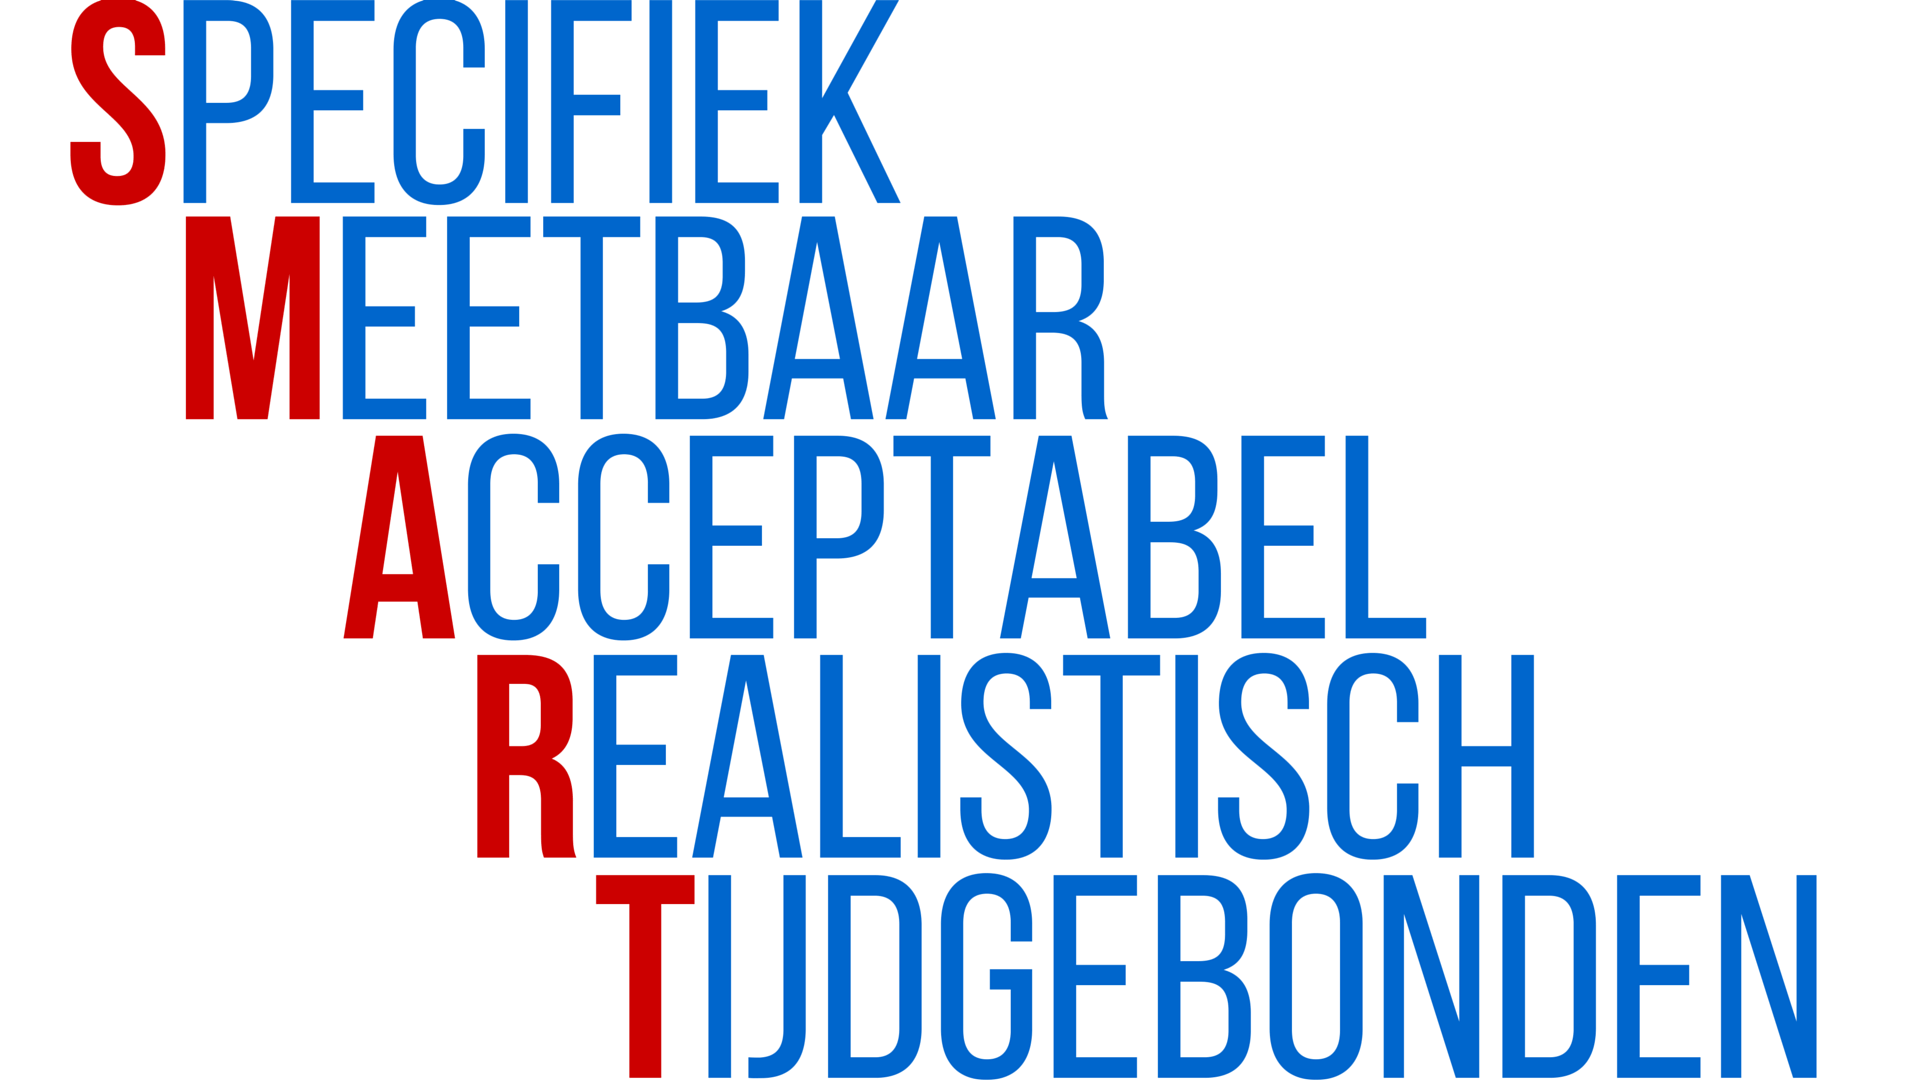 SPECIFIEK
MEETBAAR
ACCEPTABEL
REALISTISCH
TIJDGEBONDEN